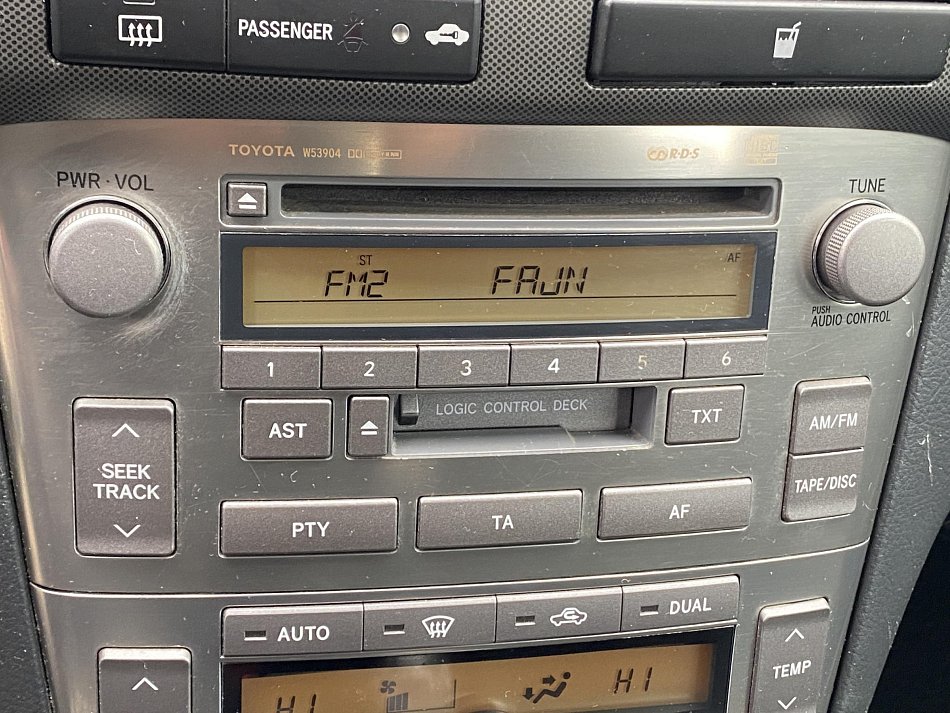 PASSENGER
TOYOTA W53904
R·D·S
PWR · VOL
TUNE
ST
AF
FM2 FAJN
PUSH
AUDIO CONTROL
1 2 3 4 5 6
LOGIC CONTROL DECK
AST
TXT
AM/FM
SEEK
TRACK
TAPE/DISC
PTY
TA
AF
AUTO
DUAL
TEMP
HI
HI